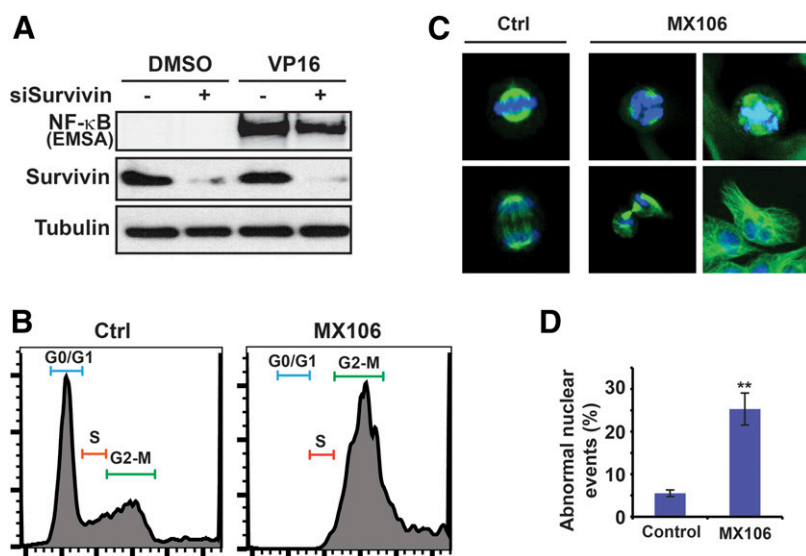 A
DMSO VP16
siSurvivin - + - +
NF-κB
(EMSA)
Survivin
Tubulin
B
Ctrl MX106
G0/G1
S
G2-M
G0/G1
G2-M
S
C
Ctrl MX106
D
Abnormal nuclear
events (%)
30
20
10
5
0
**
Control MX106